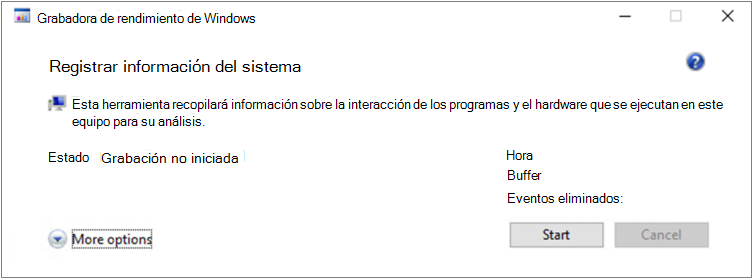 Grabadora de rendimiento de Windows
Registrar información del sistema
Esta herramienta recopilará información sobre la interacción de los programas y el hardware que se ejecutan en este
equipo para su análisis.
Estado Grabación no iniciada
Hora
Buffer
Eventos eliminados:
More options
Start
Cancel